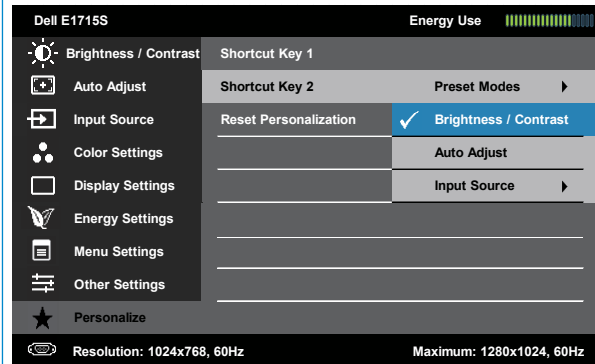 Dell E1715S Energy Use
Brightness / Contrast Shortcut Key 1
Auto Adjust Shortcut Key 2 Preset Modes
Input Source Reset Personalization Brightness / Contrast
Color Settings Auto Adjust
Display Settings Input Source
Energy Settings
Menu Settings
Other Settings
Personalize
Resolution: 1024x768, 60Hz Maximum: 1280x1024, 60Hz